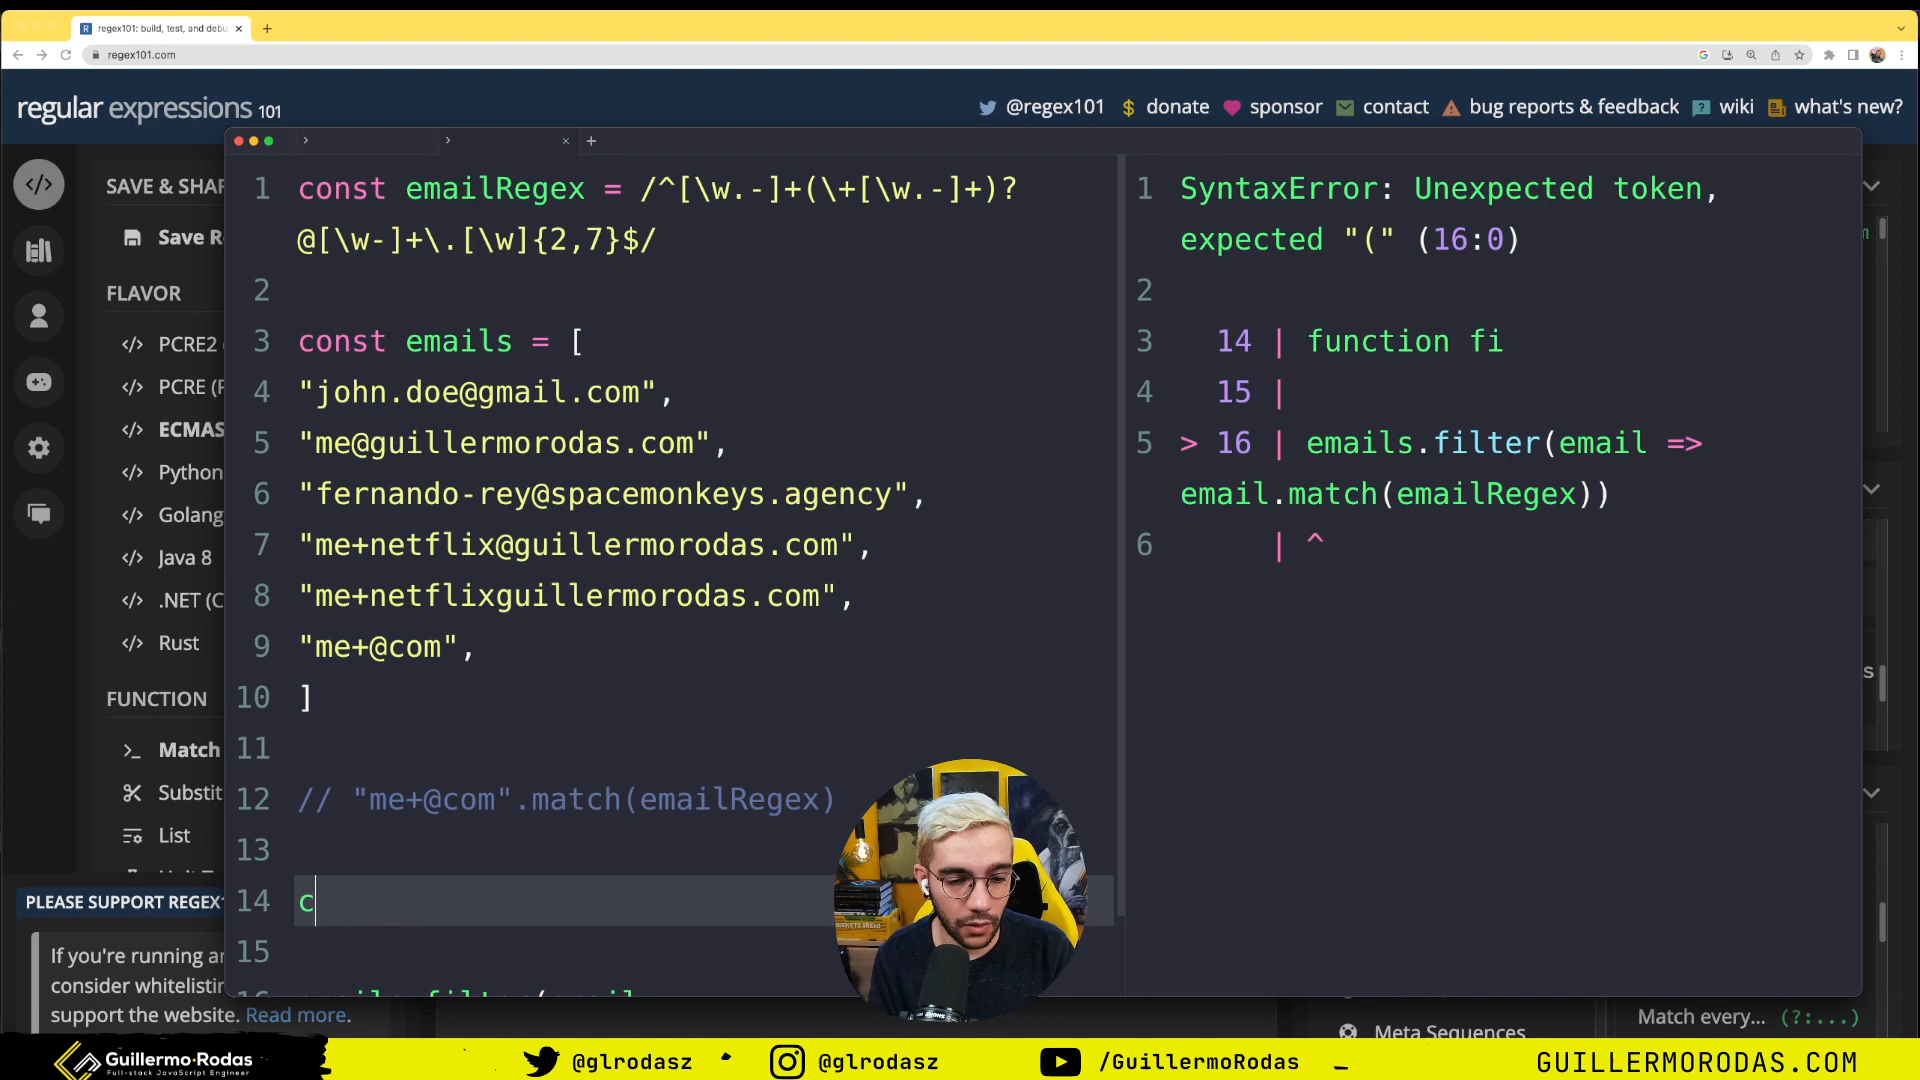 regex101: build, test, and debu
regex101.com
regular expressions 101
@regex101
donate
sponsor
contact
bug reports & feedback
wiki
what's new?
SAVE & SHAR
Save R
FLAVOR
PCRE2
PCRE (P
ECMAS
Python
Golang
Java 8
.NET (C
Rust
FUNCTION
Match
Substit
List
PLEASE SUPPORT REGEX1
If you're running an
consider whitelistin
support the website. Read more.
1 const emailRegex = /^[\w.-]+(\+[\w.-]+)?
@[\w-]+\.[\w]{2,7}$/
2
3 const emails = [
4 "john.doe@gmail.com",
5 "me@guillermorodas.com",
6 "fernando-rey@spacemonkeys.agency",
7 "me+netflix@guillermorodas.com",
8 "me+netflixguillermorodas.com",
9 "me+@com",
10 ]
11
12 // "me+@com".match(emailRegex)
13
14 c
15
1 SyntaxError: Unexpected token,
expected "(" (16:0)
2
3 14 | function fi
4 15 |
5 > 16 | emails.filter(email =>
email.match(emailRegex))
6 | ^
Meta Sequences
Match every... (?:...)
Guillermo Rodas
Full-stack JavaScript Engineer
@glrodasz
@glrodasz
/GuillermoRodas
GUILLERMORODAS.COM